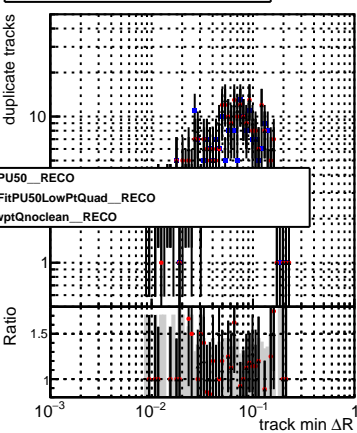 duplicate tracks
10
PU50__RECO
FitPU50LowPtQuad__RECO
wptQnoclean__RECO
1
Ratio
1.5
1
10−3 10−2 10−1 1
track min ΔR